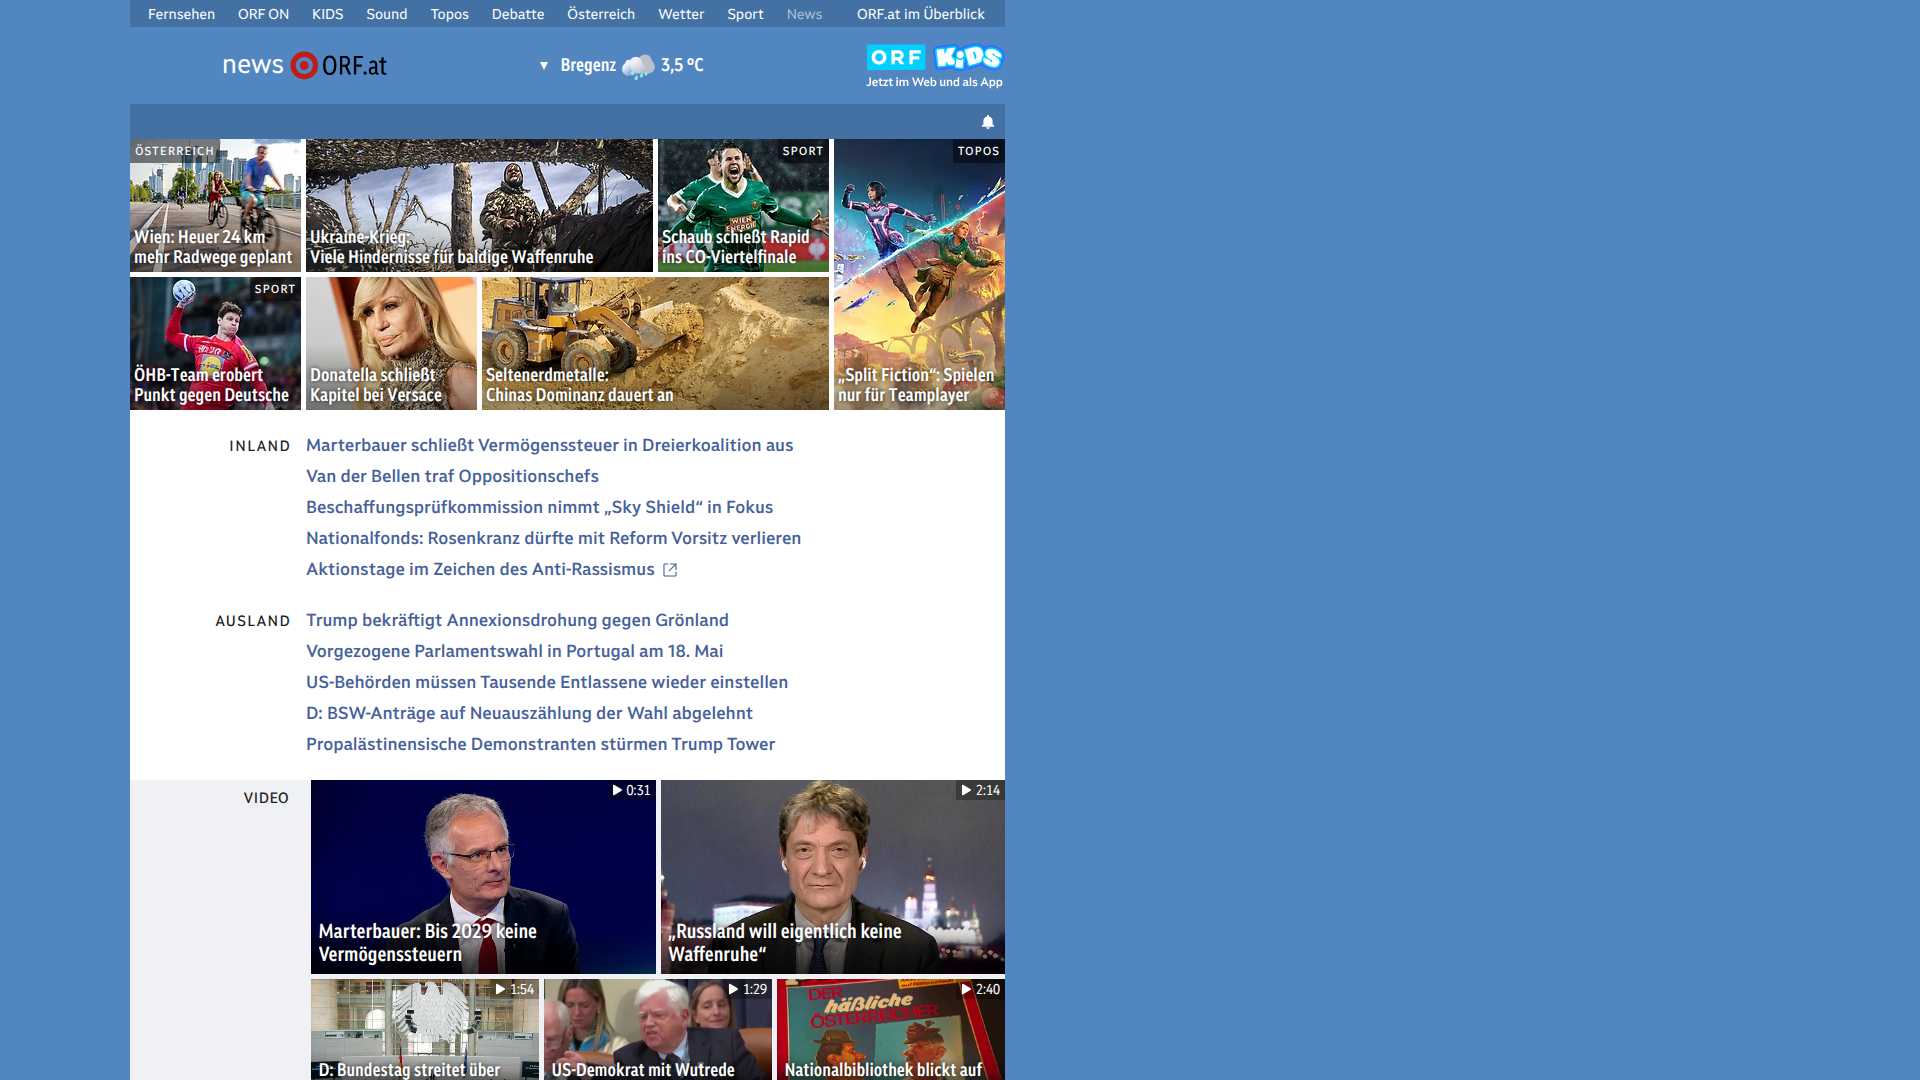 Fernsehen ORF ON KIDS Sound Topos Debatte Österreich Wetter Sport News ORF.at im Überblick
news ORF.at
▼ Bregenz 3,5 °C
ORF KIDS
Jetzt im Web und als App
ÖSTERREICH
Wien: Heuer 24 km
mehr Radwege geplant
Ukraine-Krieg:
Viele Hindernisse für baldige Waffenruhe
SPORT
WIEN
ENERGIE
Schaub schießt Rapid
ins CO-Viertelfinale
TOPOS
„Split Fiction“: Spielen
nur für Teamplayer
SPORT
ÖHB-Team erobert
Punkt gegen Deutsche
Donatella schließt
Kapitel bei Versace
Seltenerdmetalle:
Chinas Dominanz dauert an
INLAND
Marterbauer schließt Vermögenssteuer in Dreierkoalition aus
Van der Bellen traf Oppositionschefs
Beschaffungsprüfkommission nimmt „Sky Shield“ in Fokus
Nationalfonds: Rosenkranz dürfte mit Reform Vorsitz verlieren
Aktionstage im Zeichen des Anti-Rassismus
AUSLAND
Trump bekräftigt Annexionsdrohung gegen Grönland
Vorgezogene Parlamentswahl in Portugal am 18. Mai
US-Behörden müssen Tausende Entlassene wieder einstellen
D: BSW-Anträge auf Neuauszählung der Wahl abgelehnt
Propalästinensische Demonstranten stürmen Trump Tower
VIDEO
0:31
Marterbauer: Bis 2029 keine
Vermögenssteuern
2:14
„Russland will eigentlich keine
Waffenruhe“
1:54
D: Bundestag streitet über
1:29
US-Demokrat mit Wutrede
2:40
DER
häßliche
ÖSTERREICHER
Nationalbibliothek blickt auf